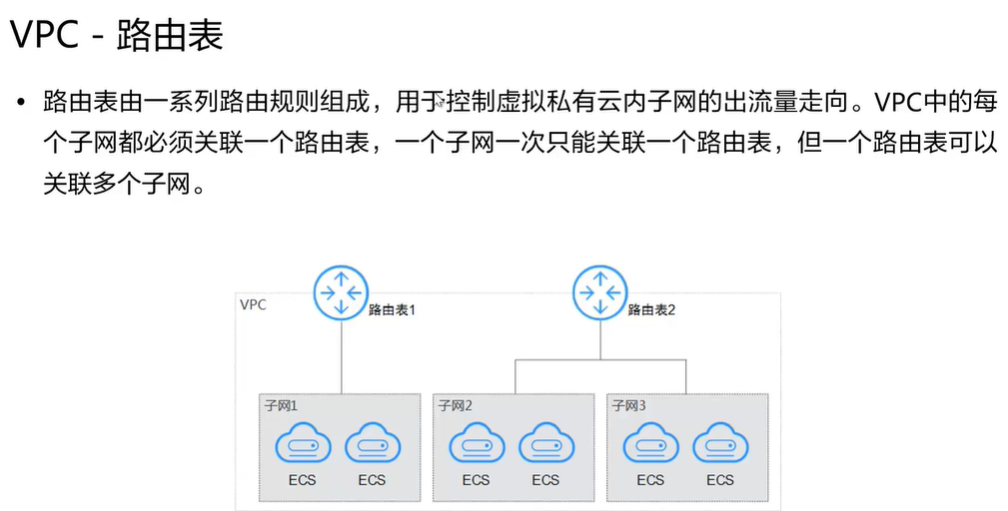 VPC - 路由表
• 路由表由一系列路由规则组成，用于控制虚拟私有云内子网的出流量走向。VPC中的每
个子网都必须关联一个路由表，一个子网一次只能关联一个路由表，但一个路由表可以
关联多个子网。
VPC
路由表1
路由表2
子网1
子网2
子网3
ECS
ECS
ECS
ECS
ECS
ECS